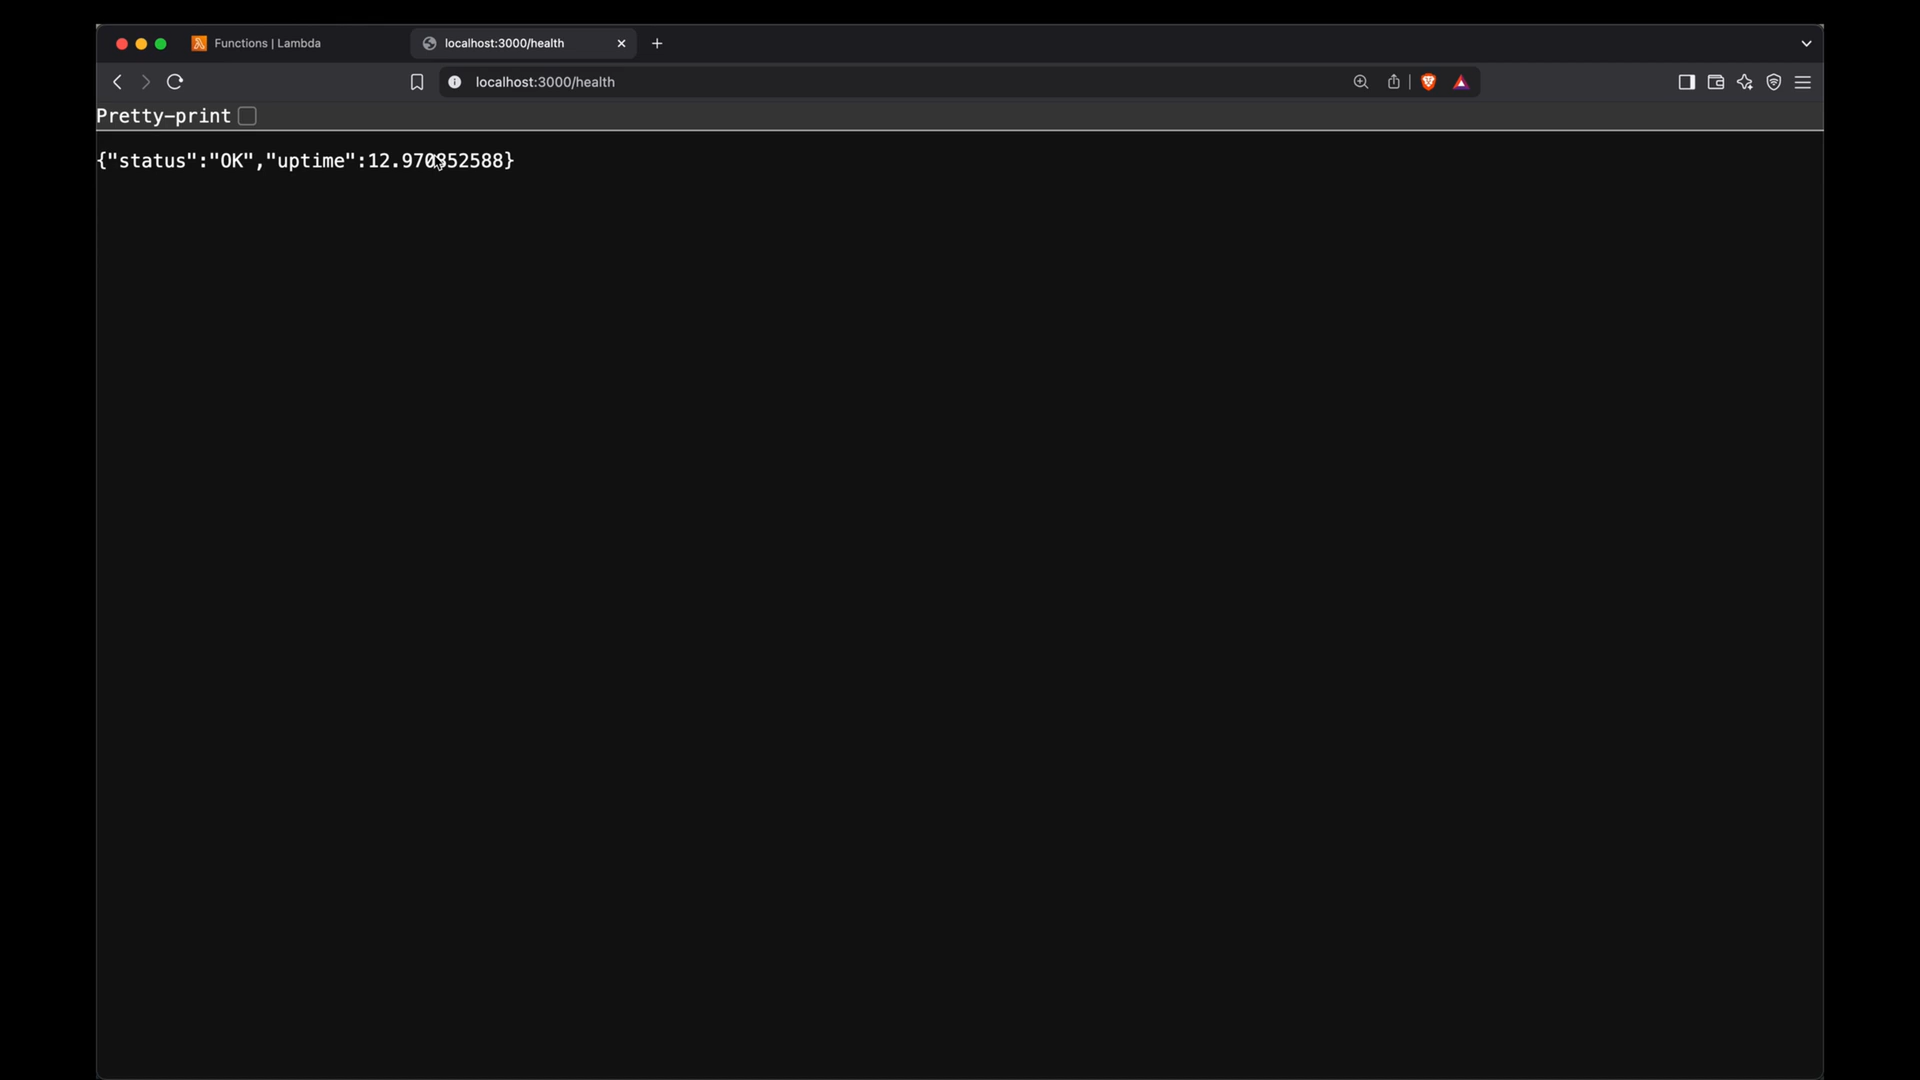 Functions | Lambda
localhost:3000/health
localhost:3000/health
Pretty-print
{"status":"OK","uptime":12.970352588}